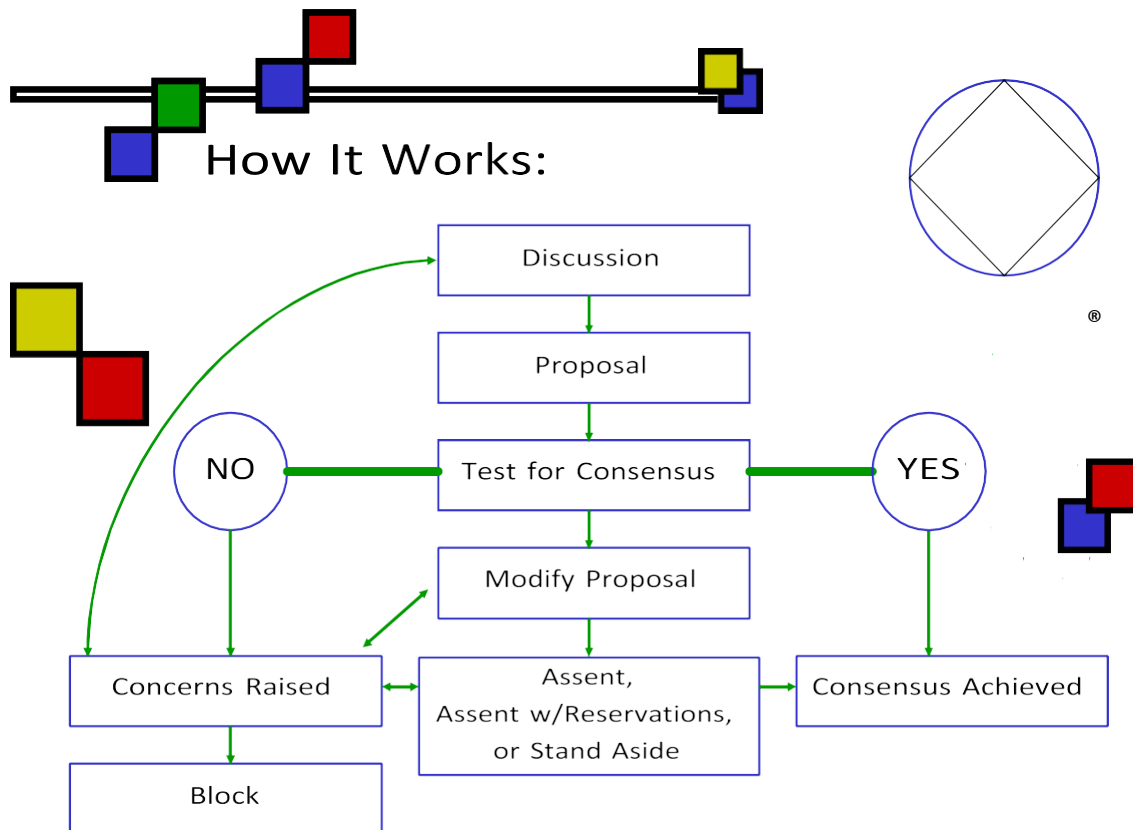 How It Works:
Discussion
®
Proposal
NO
Test for Consensus
YES
Modify Proposal
Concerns Raised
Assent,
Assent w/Reservations,
or Stand Aside
Consensus Achieved
Block